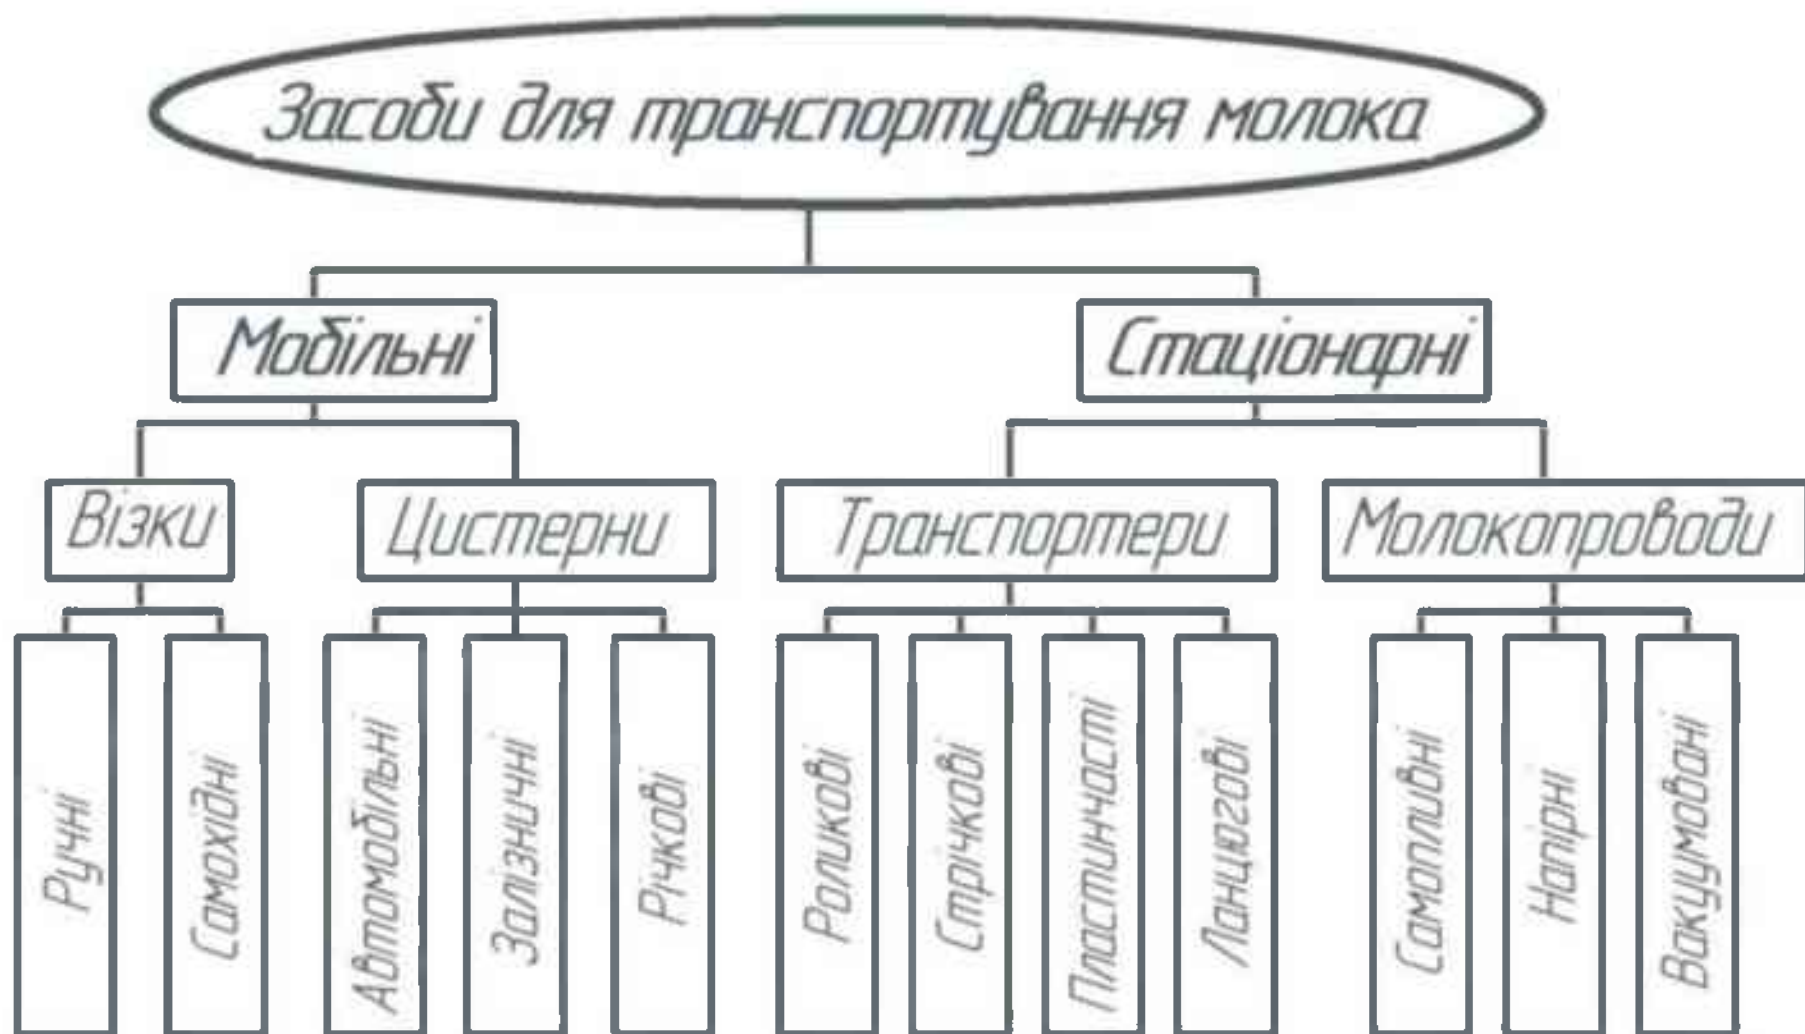 Засоби для транспортування молока
Мобільні
Стаціонарні
Візки
Цистерни
Транспортери
Молокопроводи
Ручні
Самохідні
Автомобільні
Залізничні
Річкові
Роликові
Стрічкові
Пластинчасті
Ланцюгові
Самопливні
Напірні
Вакуумовані